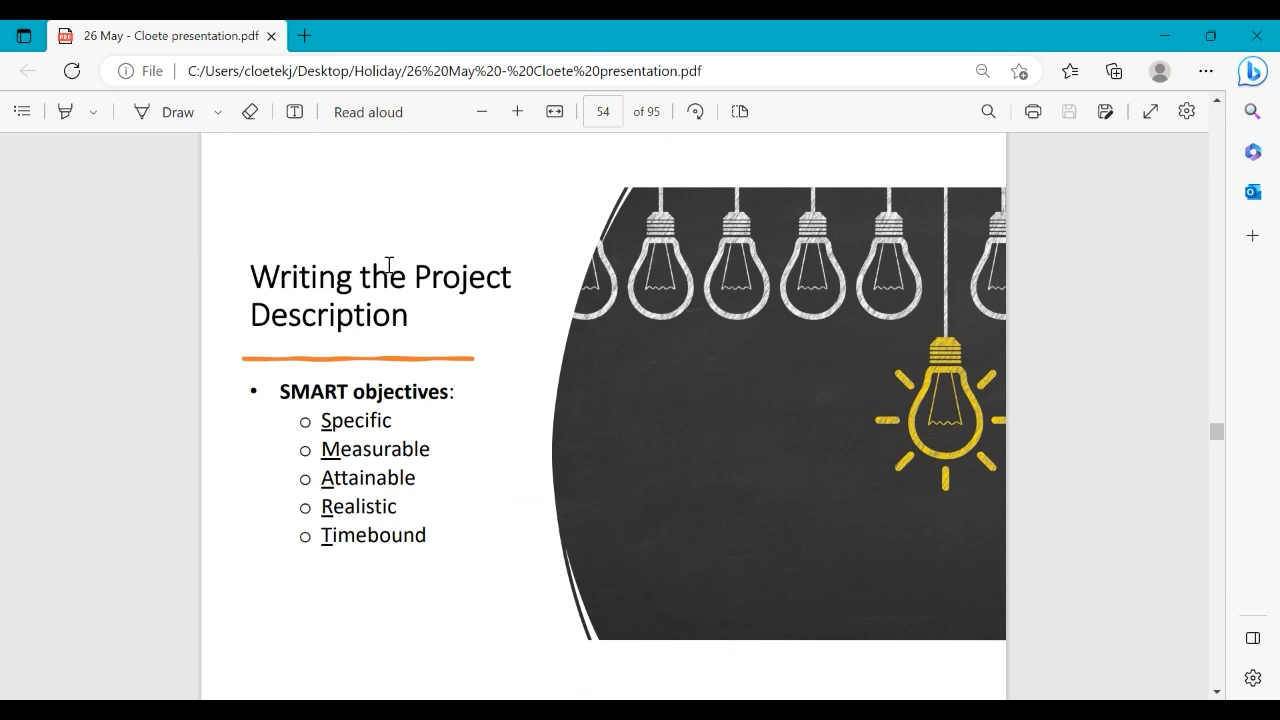 26 May - Cloete presentation.pdf
File
C:/Users/cloetekj/Desktop/Holiday/26%20May%20-%20Cloete%20presentation.pdf
Draw
Read aloud
54
of 95
Writing the Project
Description
• SMART objectives:
o Specific
o Measurable
o Attainable
o Realistic
o Timebound